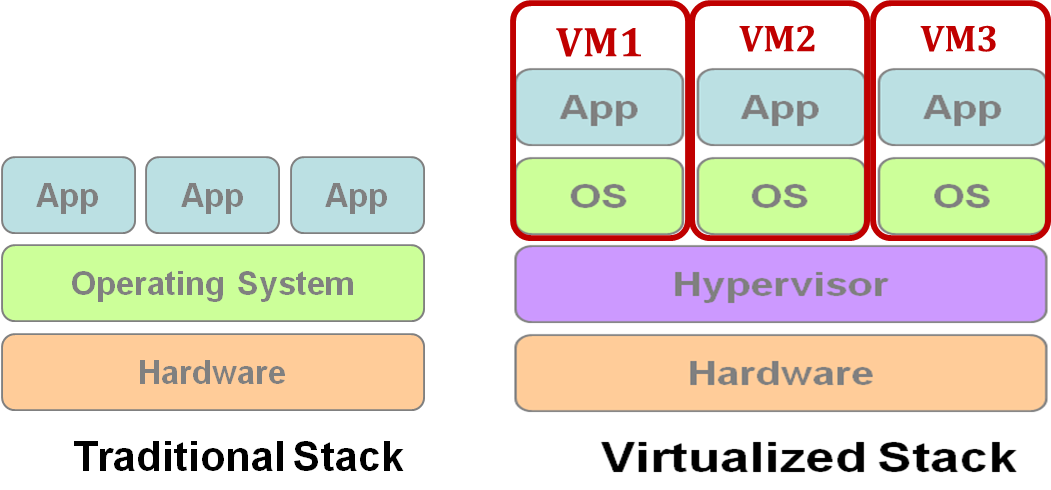 App App App
Operating System
Hardware
Traditional Stack
VM1 VM2 VM3
App App App
OS OS OS
Hypervisor
Hardware
Virtualized Stack